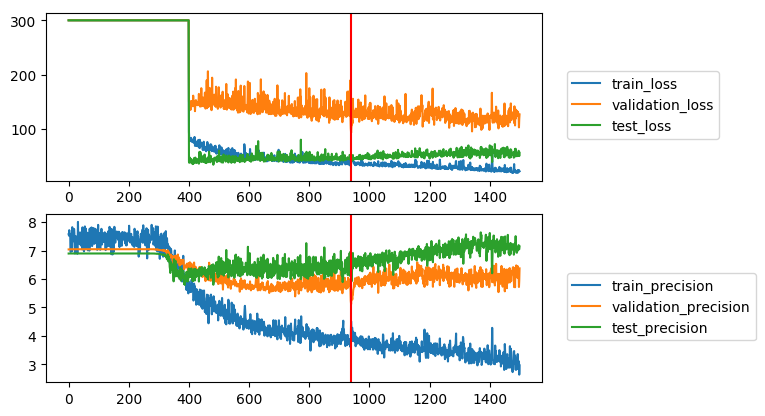 300
200
100
0 200 400 600 800 1000 1200 1400
train_loss
validation_loss
test_loss
8
7
6
5
4
3
0 200 400 600 800 1000 1200 1400
train_precision
validation_precision
test_precision